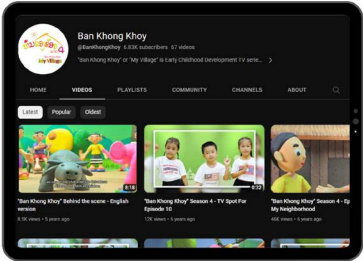 Ban Khong Khoy
@BanKhongKhoy 6.83K subscribers 67 videos
"Ban Khong Khoy" or "My Village" is Early Childhood Development TV serie...
HOME VIDEOS PLAYLISTS COMMUNITY CHANNELS ABOUT
Latest Popular Oldest
My Village
8:18
8:32
"Ban Khong Khoy" Behind the scene - English version
8.3K views • 5 years ago
"Ban Khong Khoy" Season 4 - TV Spot For Episode 10
12K views • 6 years ago
"Ban Khong Khoy" Season 4 - Ep
My Neighborhood
46K views • 6 years ago